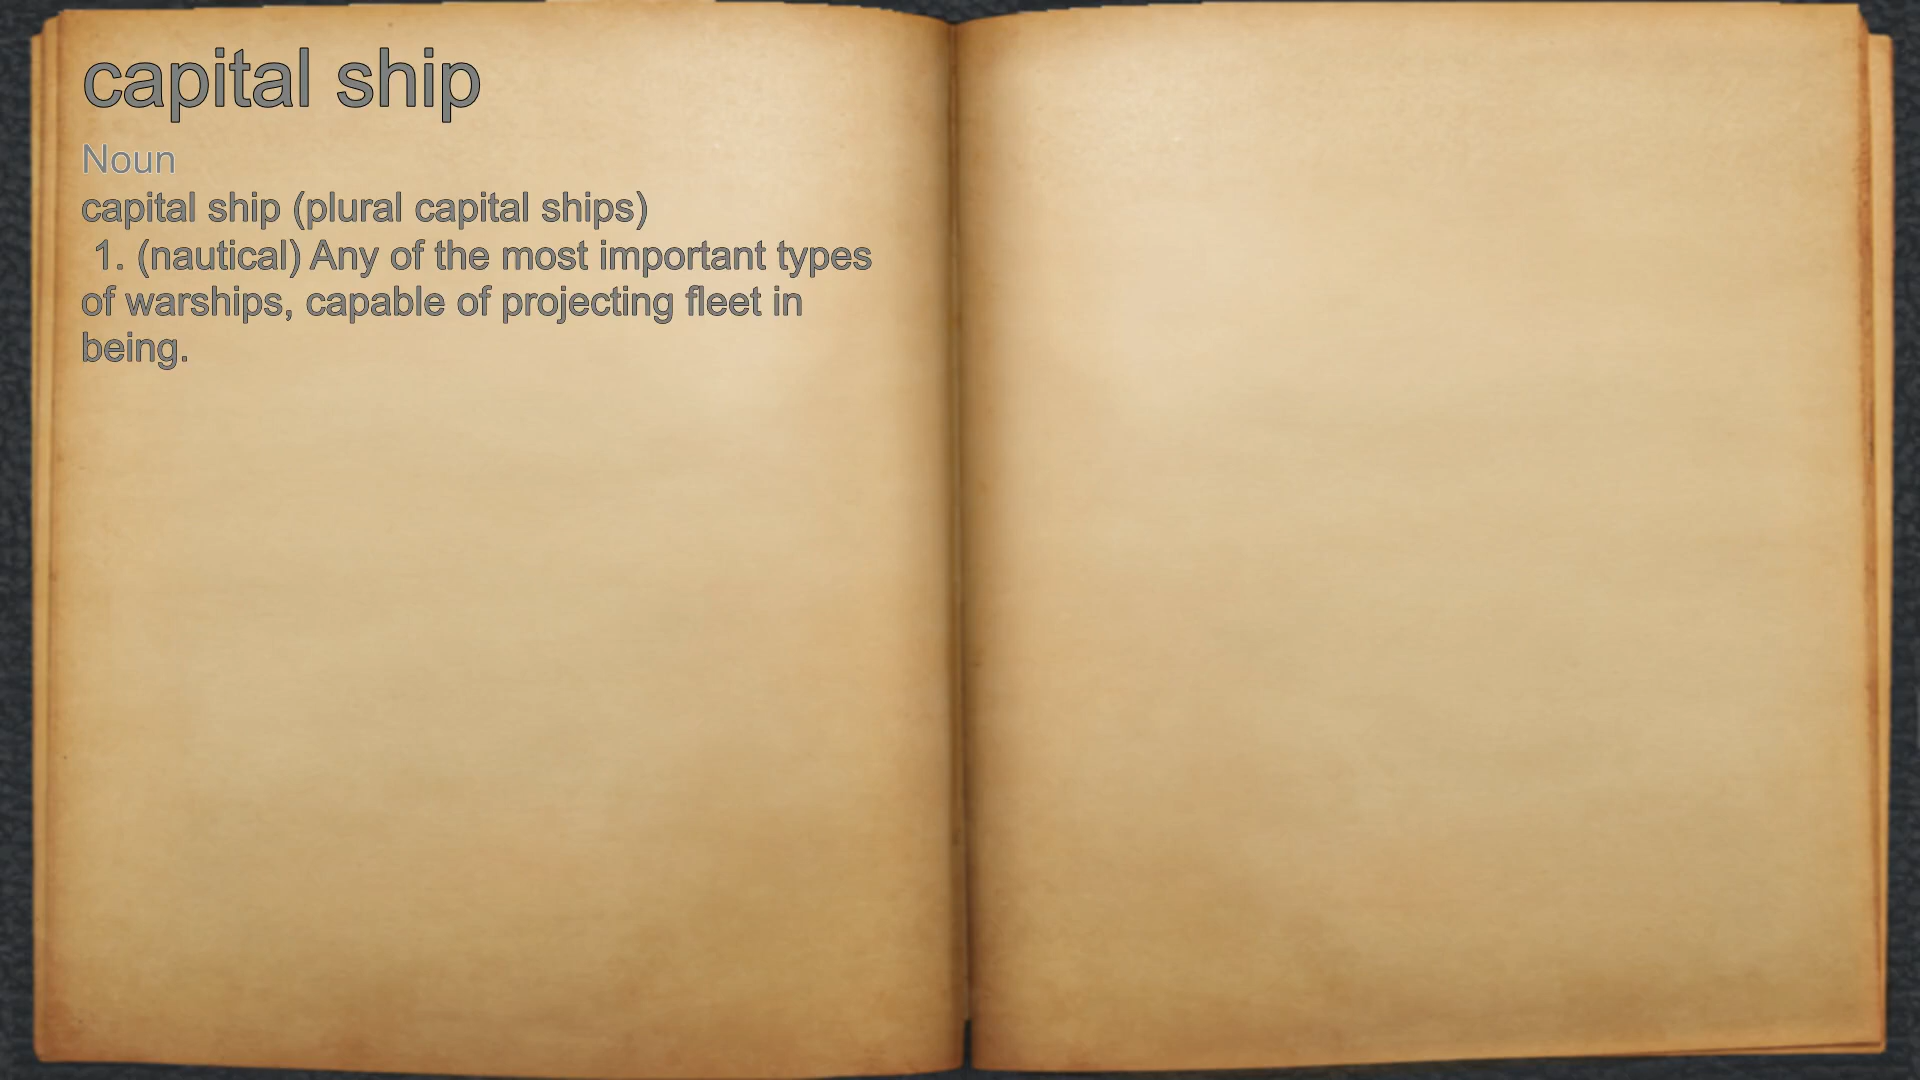 capital ship
Noun
capital ship (plural capital ships)
1. (nautical) Any of the most important types
of warships, capable of projecting fleet in
being.